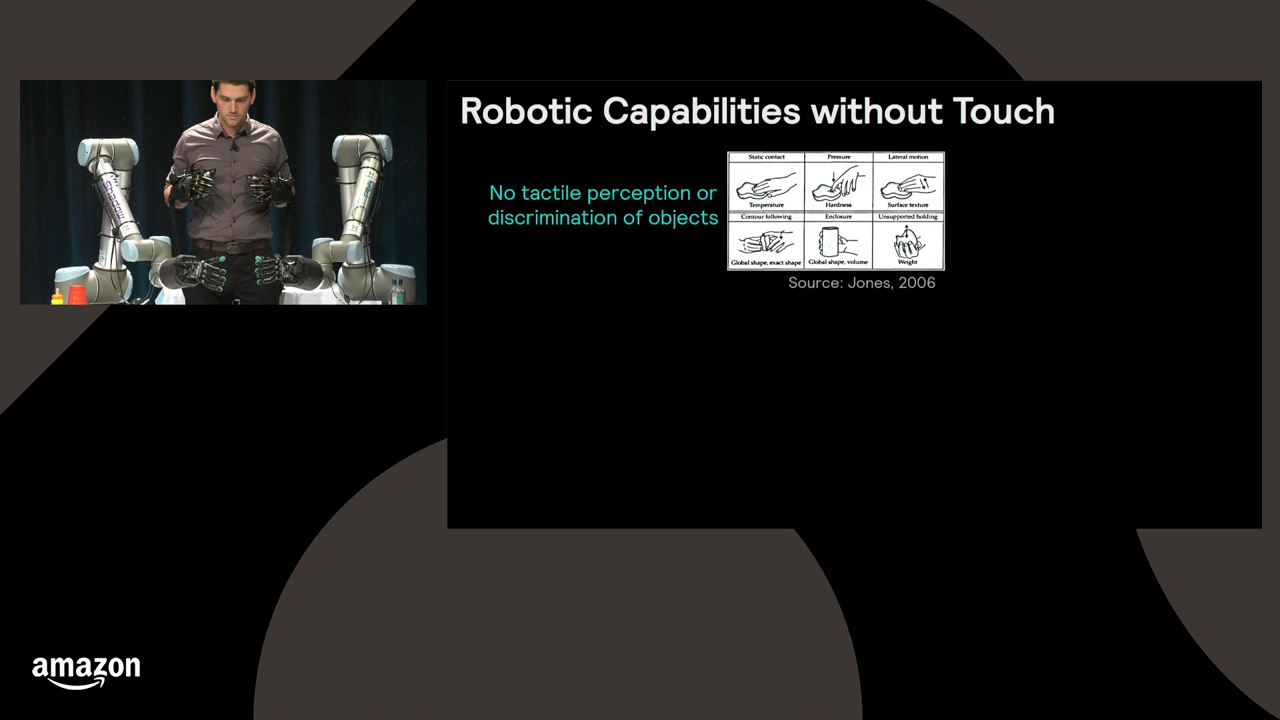 Robotic Capabilities without Touch
No tactile perception or
discrimination of objects
Static contact
Pressure
Lateral motion
Temperature
Hardness
Surface texture
Contour following
Enclosure
Unsupported holding
Global shape, exact shape
Global shape, volume
Weight
Source: Jones, 2006
amazon